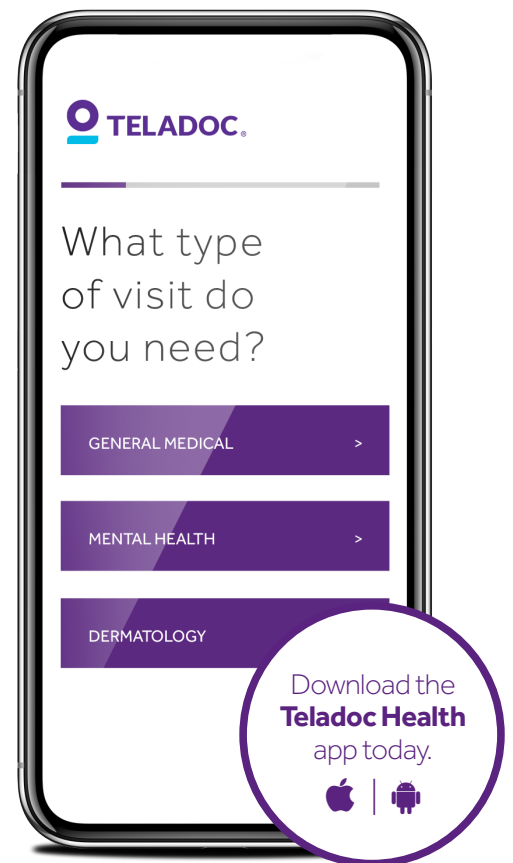 TELADOC®
What type
of visit do
you need?
GENERAL MEDICAL >
MENTAL HEALTH >
DERMATOLOGY
Download the
Teladoc Health
app today.